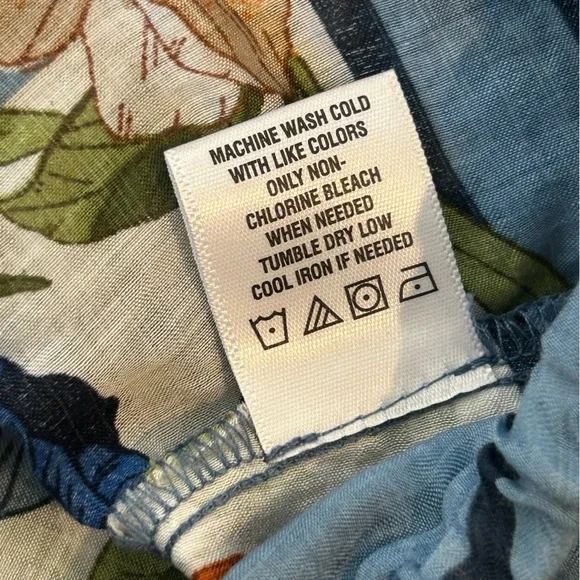 MACHINE WASH COLD
WITH LIKE COLORS
ONLY NON-
CHLORINE BLEACH
WHEN NEEDED
TUMBLE DRY LOW
COOL IRON IF NEEDED